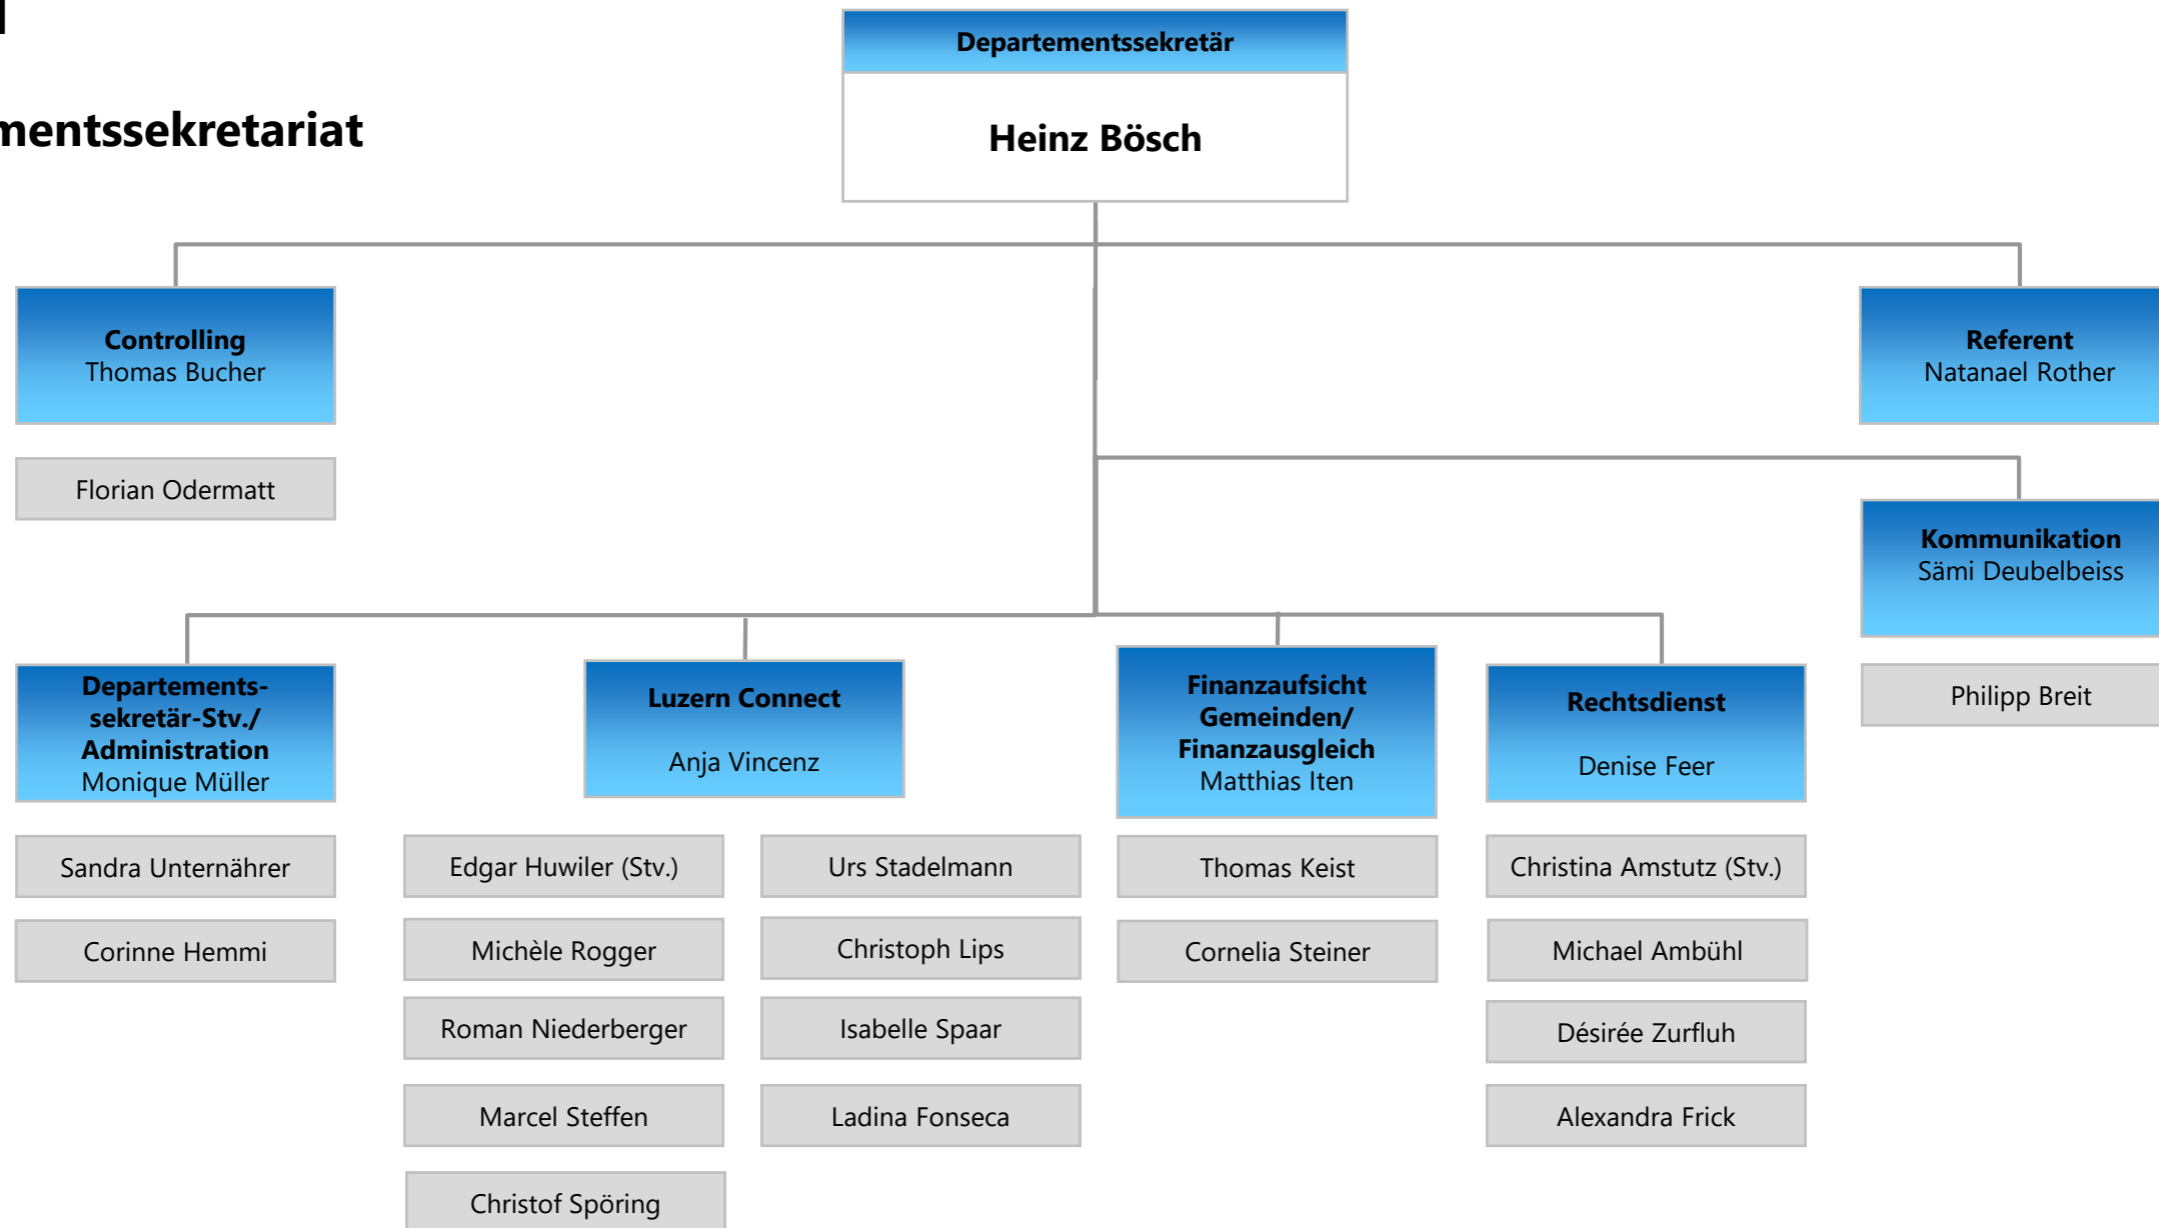 mentssekretariat
Departementssekretär
Heinz Bösch
Controlling
Thomas Bucher
Florian Odermatt
Referent
Natanael Rother
Kommunikation
Sämi Deubelbeiss
Philipp Breit
Departements-
sekretär-Stv./
Administration
Monique Müller
Sandra Unternährer
Corinne Hemmi
Luzern Connect
Anja Vincenz
Edgar Huwiler (Stv.)
Michèle Rogger
Roman Niederberger
Marcel Steffen
Christof Spöring
Urs Stadelmann
Christoph Lips
Isabelle Spaar
Ladina Fonseca
Finanzaufsicht
Gemeinden/
Finanzausgleich
Matthias Iten
Thomas Keist
Cornelia Steiner
Rechtsdienst
Denise Feer
Christina Amstutz (Stv.)
Michael Ambühl
Désirée Zurfluh
Alexandra Frick